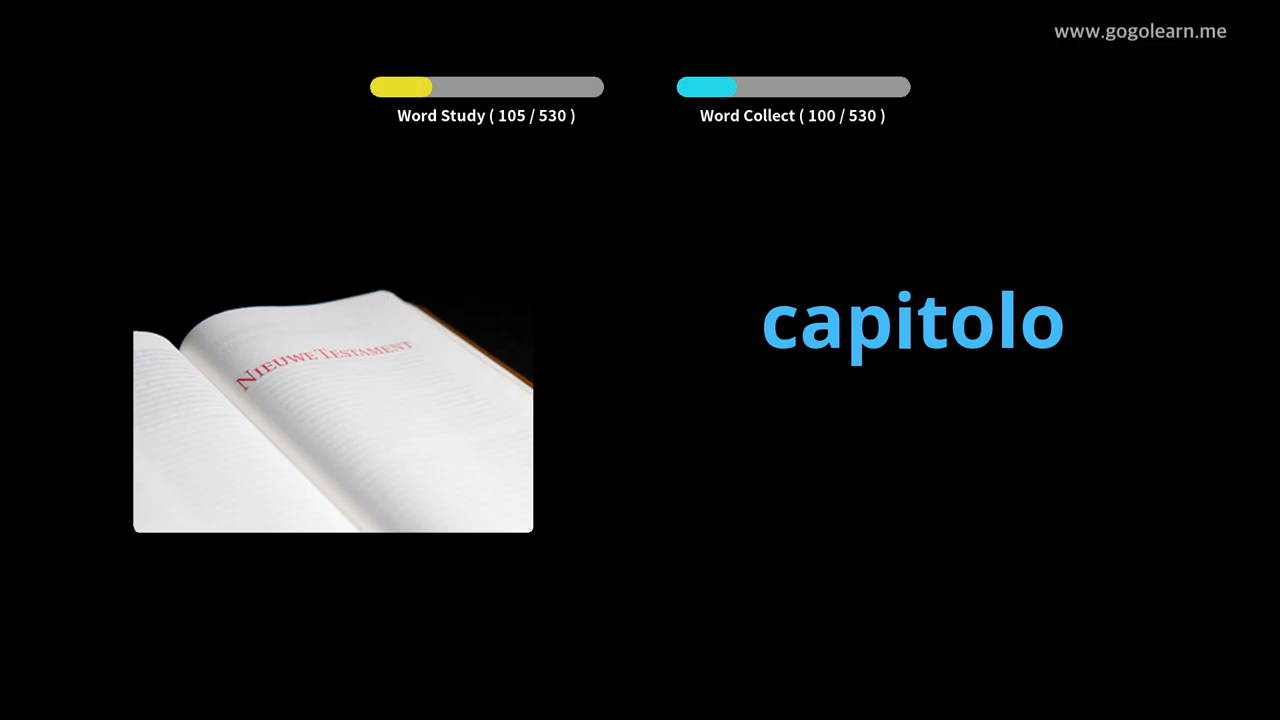 www.gogolearn.me
Word Study ( 105 / 530 )
Word Collect ( 100 / 530 )
capitolo
NIEUWE TESTAMENT